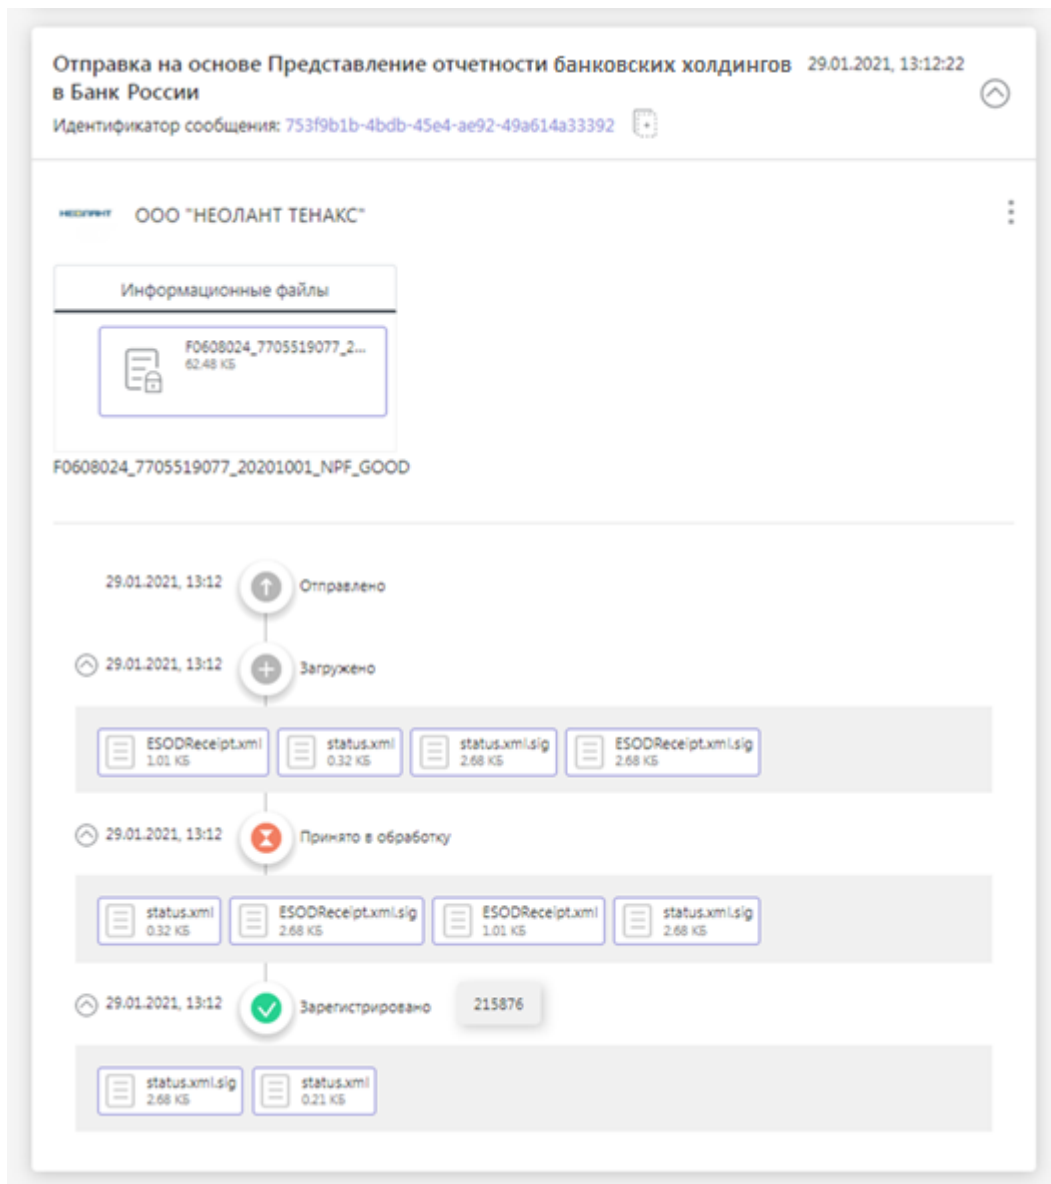 Отправка на основе Представление отчетности банковских холдингов 29.01.2021, 13:12:22
в Банк России
Идентификатор сообщения: 753f9b1b-4bdb-45e4-ae92-49a614a33392
НЕОЛАНТ ООО "НЕОЛАНТ ТЕНАКС"
Информационные файлы
F0608024_7705519077_2...
62.48 КБ
F0608024_7705519077_20201001_NPF_GOOD
29.01.2021, 13:12 Отправлено
29.01.2021, 13:12 Загружено
ESODReceipt.xml status.xml status.xml.sig ESODReceipt.xml.sig
1.01 КБ 0.32 КБ 2.68 КБ 2.68 КБ
29.01.2021, 13:12 Принято в обработку
status.xml ESODReceipt.xml.sig ESODReceipt.xml status.xml.sig
0.32 КБ 2.68 КБ 1.01 КБ 2.68 КБ
29.01.2021, 13:12 Зарегистрировано 215876
status.xml.sig status.xml
2.68 КБ 0.21 КБ